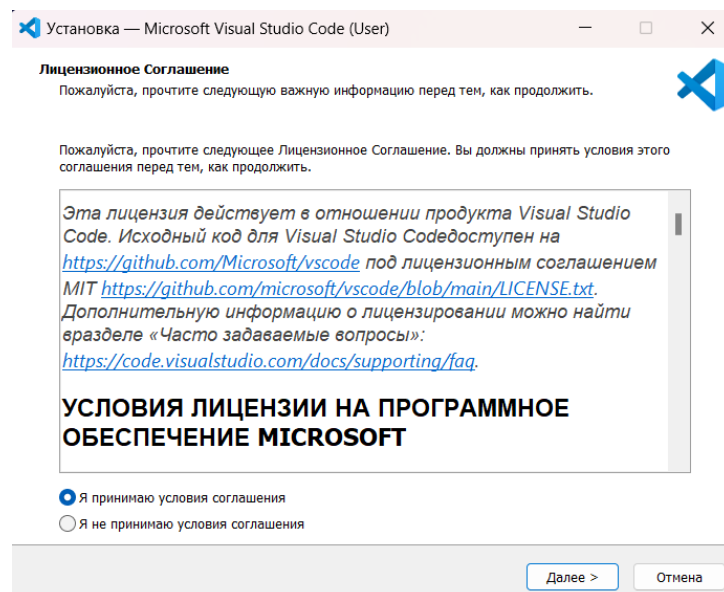 Установка — Microsoft Visual Studio Code (User)
Лицензионное Соглашение
Пожалуйста, прочтите следующую важную информацию перед тем, как продолжить.
Пожалуйста, прочтите следующее Лицензионное Соглашение. Вы должны принять условия этого
соглашения перед тем, как продолжить.
Эта лицензия действует в отношении продукта Visual Studio
Code. Исходный код для Visual Studio Codeдоступен на
https://github.com/Microsoft/vscode под лицензионным соглашением
MIT https://github.com/microsoft/vscode/blob/main/LICENSE.txt.
Дополнительную информацию о лицензировании можно найти
вразделе «Часто задаваемые вопросы»:
https://code.visualstudio.com/docs/supporting/faq.
УСЛОВИЯ ЛИЦЕНЗИИ НА ПРОГРАММНОЕ
ОБЕСПЕЧЕНИЕ MICROSOFT
Я принимаю условия соглашения
Я не принимаю условия соглашения
Далее >
Отмена